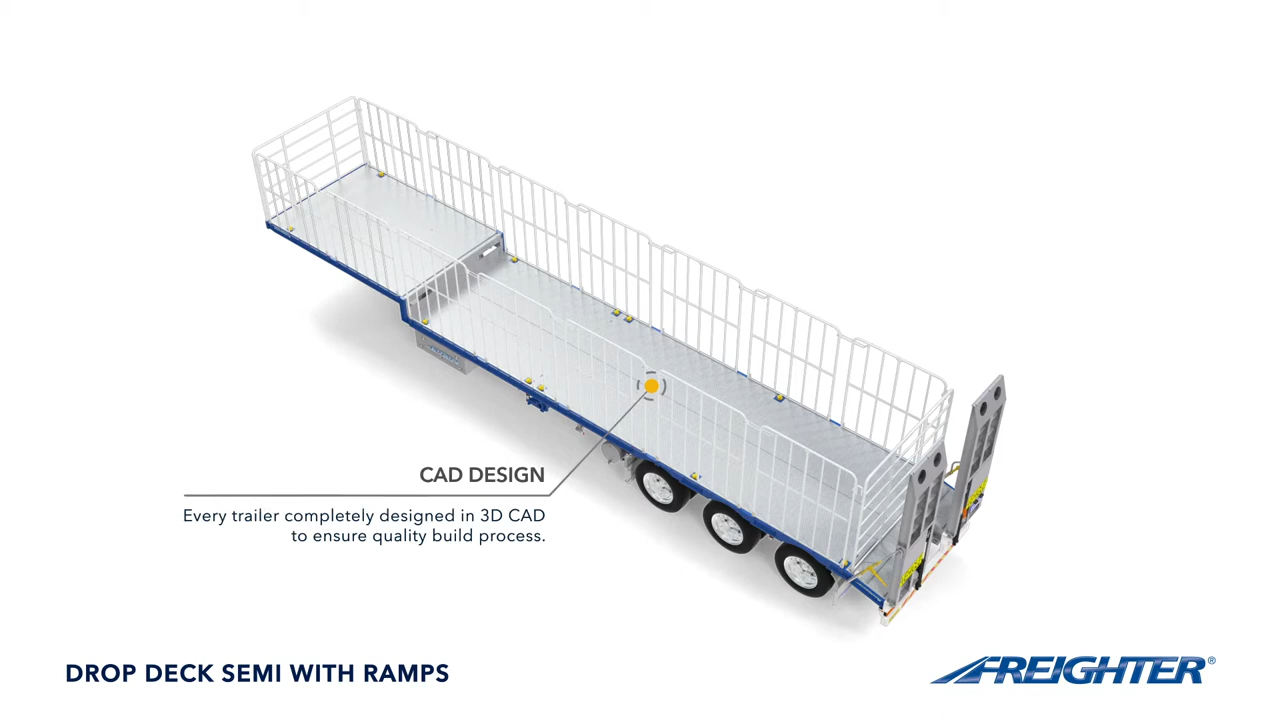 CAD DESIGN
Every trailer completely designed in 3D CAD
to ensure quality build process.
DROP DECK SEMI WITH RAMPS
FREIGHTER®